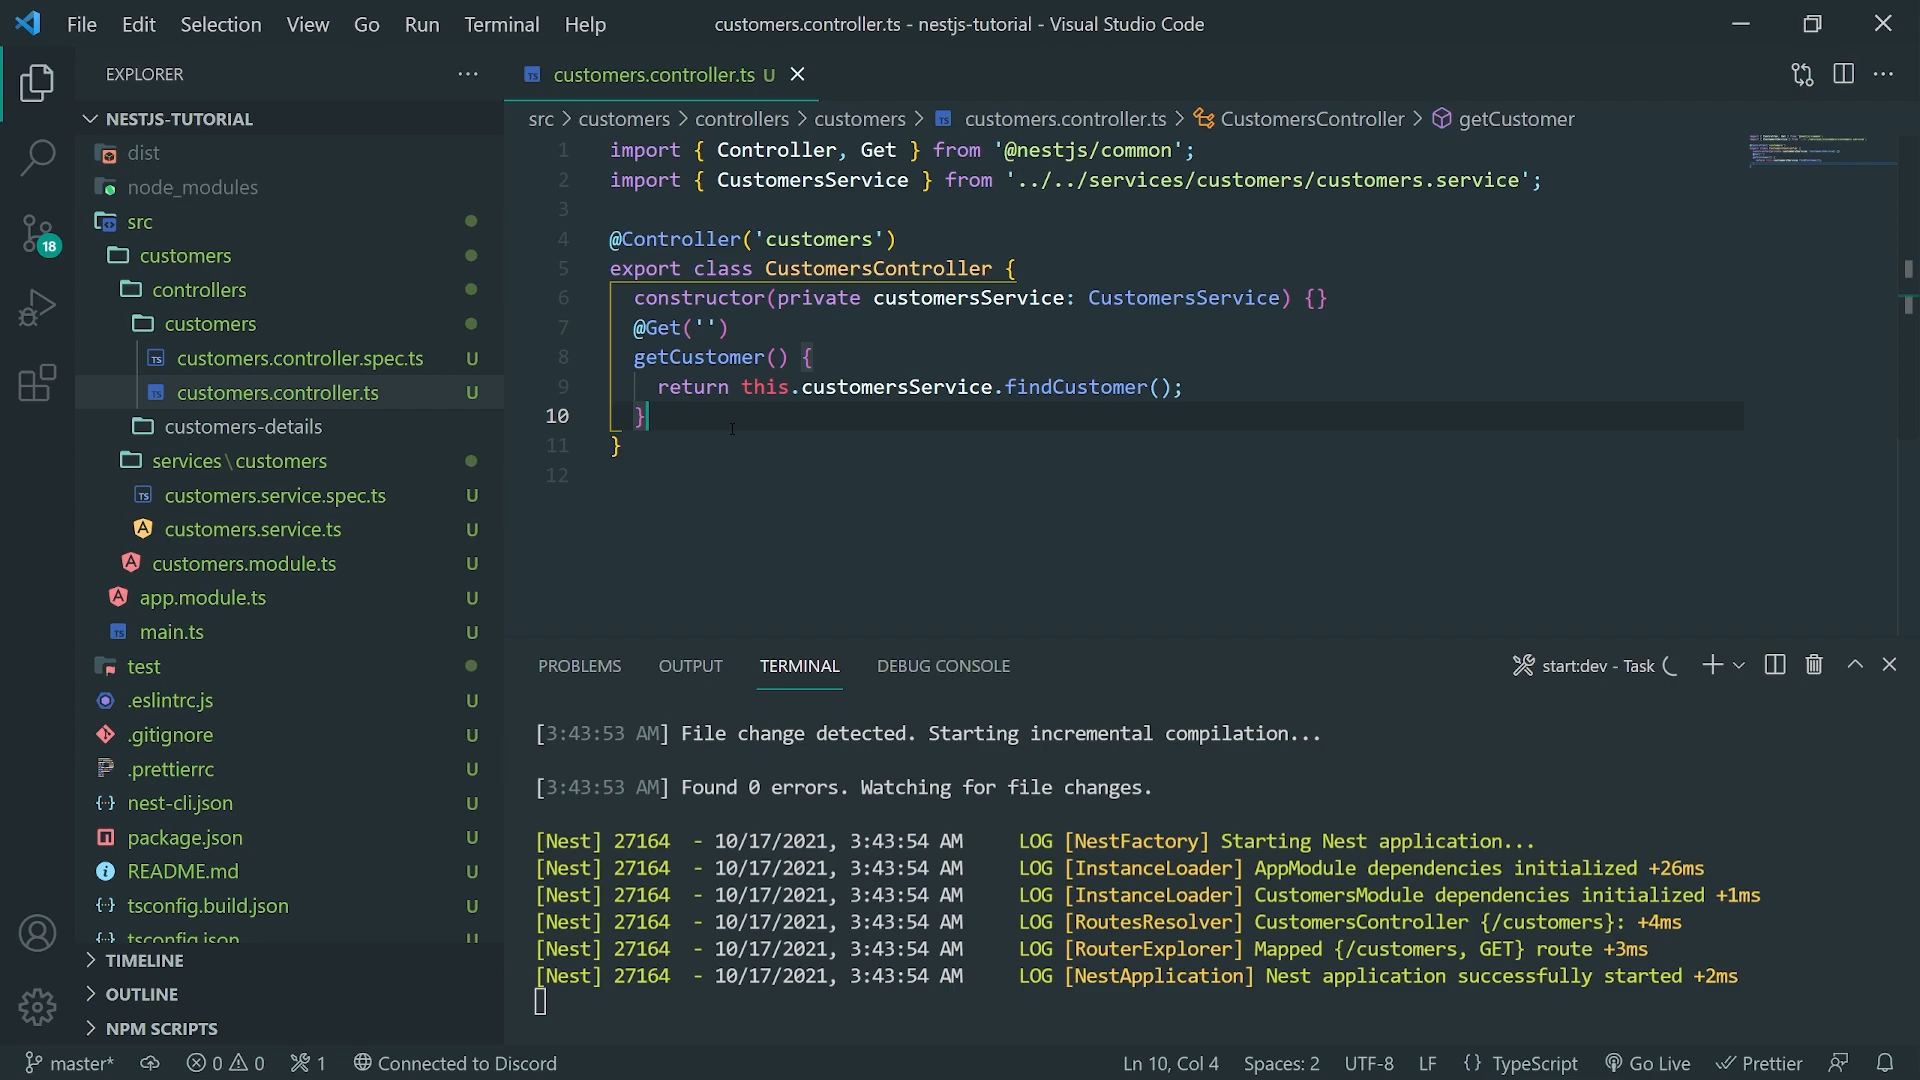 File Edit Selection View Go Run Terminal Help
customers.controller.ts - nestjs-tutorial - Visual Studio Code
EXPLORER
NESTJS-TUTORIAL
dist
node_modules
src
customers
controllers
customers
customers.controller.spec.ts U
customers.controller.ts U
customers-details
services\customers
customers.service.spec.ts U
customers.service.ts U
customers.module.ts U
app.module.ts U
main.ts U
test
.eslintrc.js U
.gitignore U
.prettierrc U
nest-cli.json U
package.json U
README.md U
tsconfig.build.json U
tsconfig.json U
TIMELINE
OUTLINE
NPM SCRIPTS
18
customers.controller.ts U
src > customers > controllers > customers > customers.controller.ts > CustomersController > getCustomer
1 import { Controller, Get } from '@nestjs/common';
2 import { CustomersService } from '../../services/customers/customers.service';
3
4 @Controller('customers')
5 export class CustomersController {
6 constructor(private customersService: CustomersService) {}
7 @Get('')
8 getCustomer() {
9 return this.customersService.findCustomer();
10 }
11 }
12
PROBLEMS OUTPUT TERMINAL DEBUG CONSOLE
start:dev - Task
[3:43:53 AM] File change detected. Starting incremental compilation...
[3:43:53 AM] Found 0 errors. Watching for file changes.
[Nest] 27164 - 10/17/2021, 3:43:54 AM LOG [NestFactory] Starting Nest application...
[Nest] 27164 - 10/17/2021, 3:43:54 AM LOG [InstanceLoader] AppModule dependencies initialized +26ms
[Nest] 27164 - 10/17/2021, 3:43:54 AM LOG [InstanceLoader] CustomersModule dependencies initialized +1ms
[Nest] 27164 - 10/17/2021, 3:43:54 AM LOG [RoutesResolver] CustomersController {/customers}: +4ms
[Nest] 27164 - 10/17/2021, 3:43:54 AM LOG [RouterExplorer] Mapped {/customers, GET} route +3ms
[Nest] 27164 - 10/17/2021, 3:43:54 AM LOG [NestApplication] Nest application successfully started +2ms
master* 0 0 1 Connected to Discord
Ln 10, Col 4 Spaces: 2 UTF-8 LF {} TypeScript Go Live Prettier